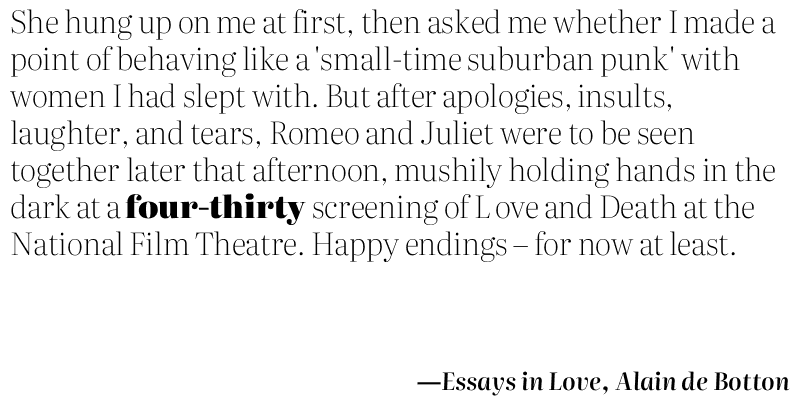 She hung up on me at first, then asked me whether I made a
point of behaving like a 'small-time suburban punk' with
women I had slept with. But after apologies, insults,
laughter, and tears, Romeo and Juliet were to be seen
together later that afternoon, mushily holding hands in the
dark at a four-thirty screening of L ove and Death at the
National Film Theatre. Happy endings – for now at least.
—Essays in Love, Alain de Botton